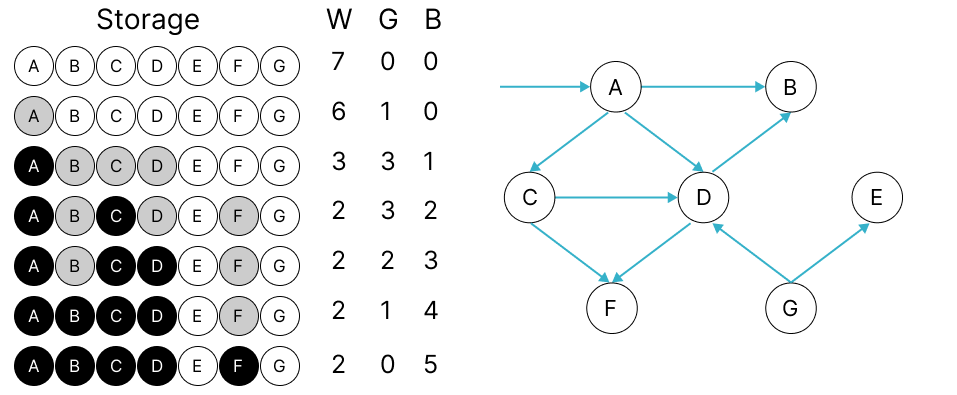 Storage W G B
A B C D E F G 7 0 0
A B C D E F G 6 1 0
A B C D E F G 3 3 1
A B C D E F G 2 3 2
A B C D E F G 2 2 3
A B C D E F G 2 1 4
A B C D E F G 2 0 5
A B
C D E
F G